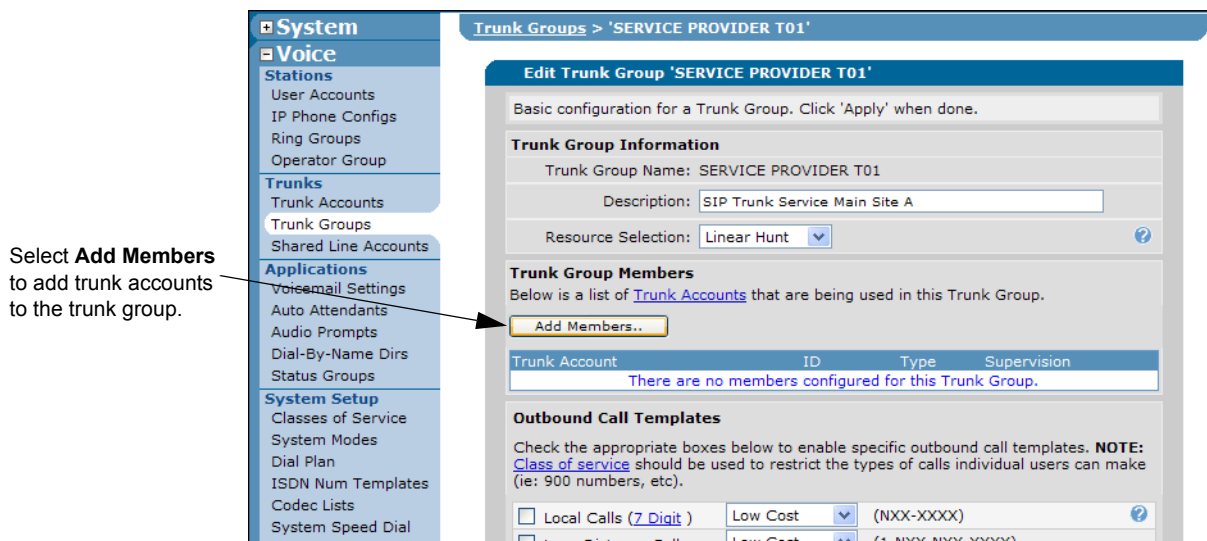 System
Voice
Stations
User Accounts
IP Phone Configs
Ring Groups
Operator Group
Trunks
Trunk Accounts
Trunk Groups
Shared Line Accounts
Applications
Voicemail Settings
Auto Attendants
Audio Prompts
Dial-By-Name Dirs
Status Groups
System Setup
Classes of Service
System Modes
Dial Plan
ISDN Num Templates
Codec Lists
System Speed Dial
Select Add Members
to add trunk accounts
to the trunk group.
Trunk Groups > 'SERVICE PROVIDER T01'
Edit Trunk Group 'SERVICE PROVIDER T01'
Basic configuration for a Trunk Group. Click 'Apply' when done.
Trunk Group Information
Trunk Group Name: SERVICE PROVIDER T01
Description: SIP Trunk Service Main Site A
Resource Selection: Linear Hunt ?
Trunk Group Members
Below is a list of Trunk Accounts that are being used in this Trunk Group.
Add Members..
Trunk Account ID Type Supervision
There are no members configured for this Trunk Group.
Outbound Call Templates
Check the appropriate boxes below to enable specific outbound call templates. NOTE:
Class of service should be used to restrict the types of calls individual users can make
(ie: 900 numbers, etc).
Local Calls (7 Digit ) Low Cost (NXX-XXXX) ?
Low Cost (1-NXX-NXX-XXXX)